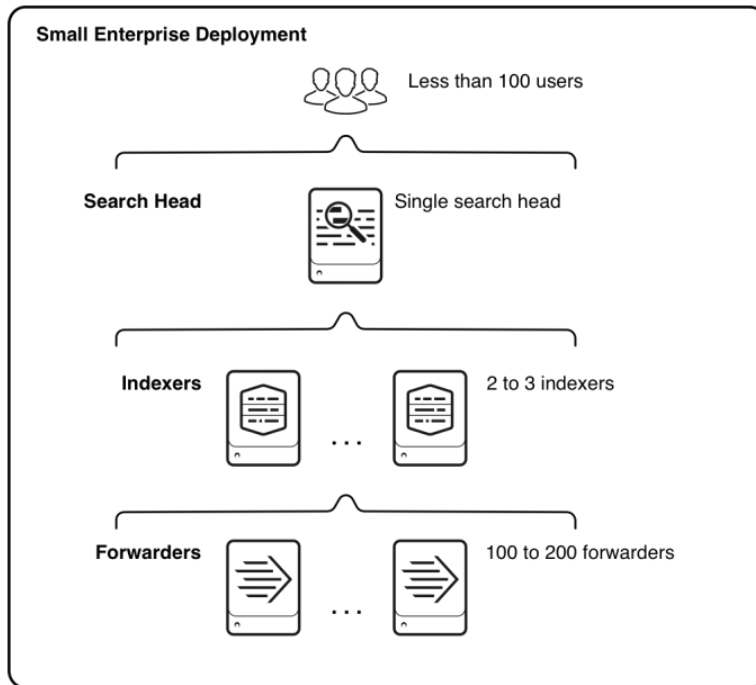 Small Enterprise Deployment
Less than 100 users
Search Head
Single search head
Indexers
2 to 3 indexers
...
Forwarders
100 to 200 forwarders
...